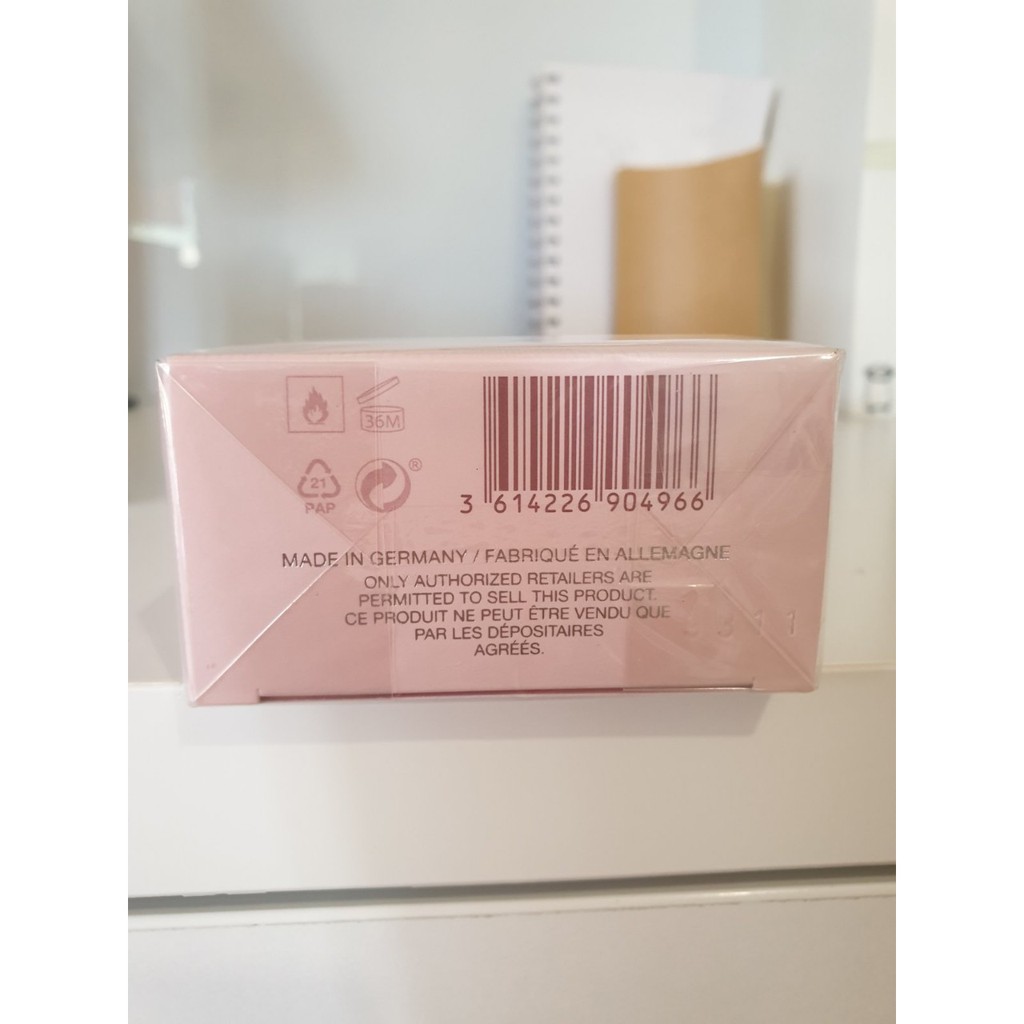 36M
21
PAP
®
3 614226 904966
MADE IN GERMANY / FABRIQUÉ EN ALLEMAGNE
ONLY AUTHORIZED RETAILERS ARE
PERMITTED TO SELL THIS PRODUCT.
CE PRODUIT NE PEUT ÊTRE VENDU QUE
PAR LES DÉPOSITAIRES
AGRÉÉS.
3311